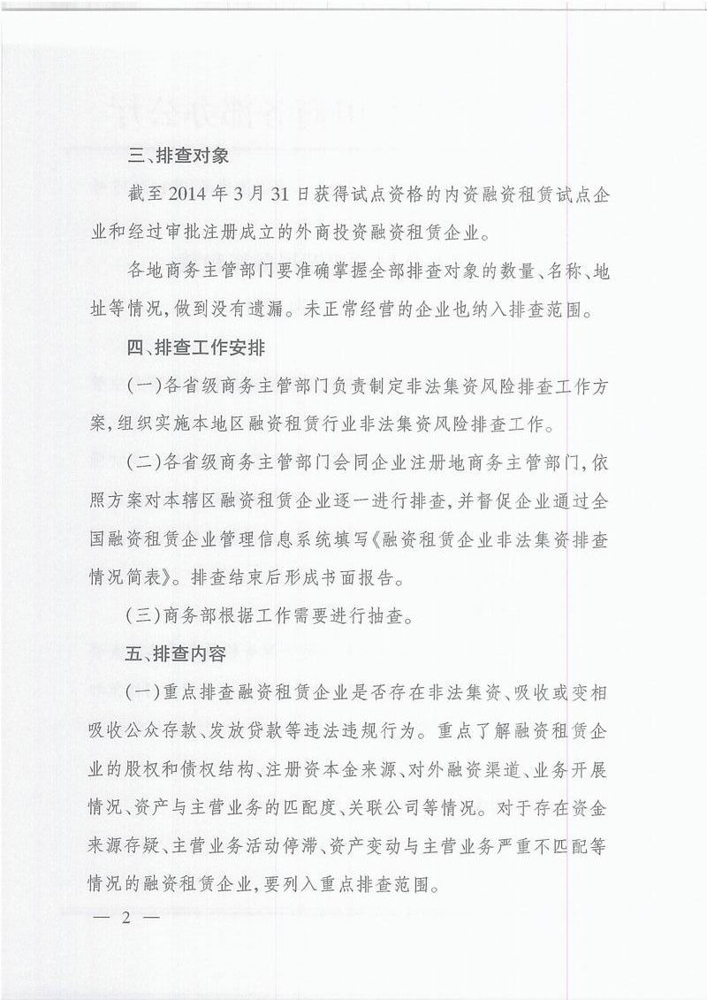 三、排查对象
截至 2014 年 3 月 31 日获得试点资格的内资融资租赁试点企
业和经过审批注册成立的外商投资融资租赁企业。
各地商务主管部门要准确掌握全部排查对象的数量、名称、地
址等情况,做到没有遗漏。未正常经营的企业也纳入排查范围。
四、排查工作安排
(一)各省级商务主管部门负责制定非法集资风险排查工作方
案,组织实施本地区融资租赁行业非法集资风险排查工作。
(二)各省级商务主管部门会同企业注册地商务主管部门,依
照方案对本辖区融资租赁企业逐一进行排查,并督促企业通过全
国融资租赁企业管理信息系统填写《融资租赁企业非法集资排查
情况简表》。排查结束后形成书面报告。
(三)商务部根据工作需要进行抽查。
五、排查内容
(一)重点排查融资租赁企业是否存在非法集资、吸收或变相
吸收公众存款、发放贷款等违法违规行为。重点了解融资租赁企
业的股权和债权结构、注册资本金来源、对外融资渠道、业务开展
情况、资产与主营业务的匹配度、关联公司等情况。对于存在资金
来源存疑、主营业务活动停滞、资产变动与主营业务严重不匹配等
情况的融资租赁企业,要列入重点排查范围。
— 2 —